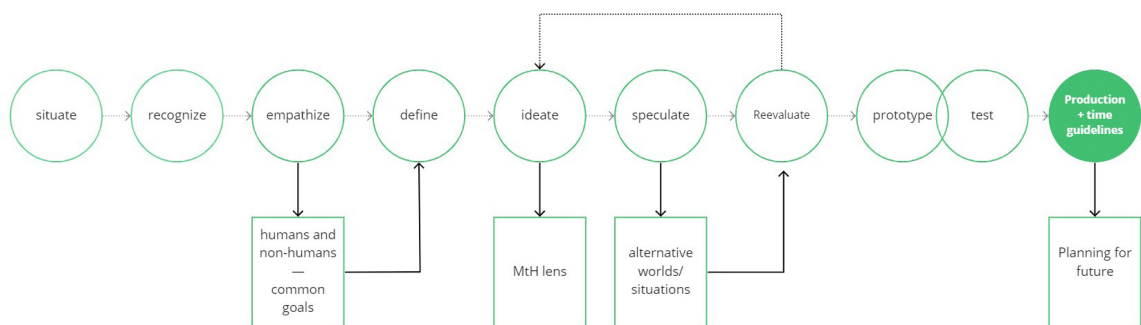 situate
recognize
empathize
define
ideate
speculate
Reevaluate
prototype
test
Production
+ time
guidelines
humans and
non-humans
—
common
goals
MtH lens
alternative
worlds/
situations
Planning for
future